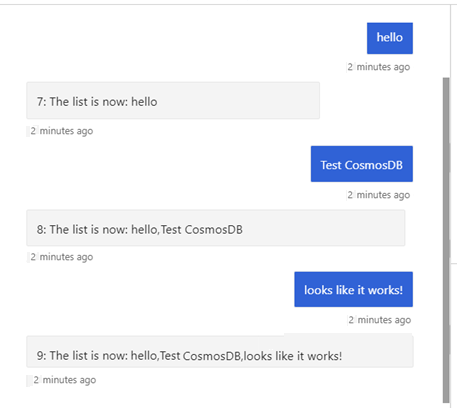 hello
2 minutes ago
7: The list is now: hello
2 minutes ago
Test CosmosDB
2 minutes ago
8: The list is now: hello,Test CosmosDB
2 minutes ago
looks like it works!
2 minutes ago
9: The list is now: hello,Test CosmosDB,looks like it works!
2 minutes ago